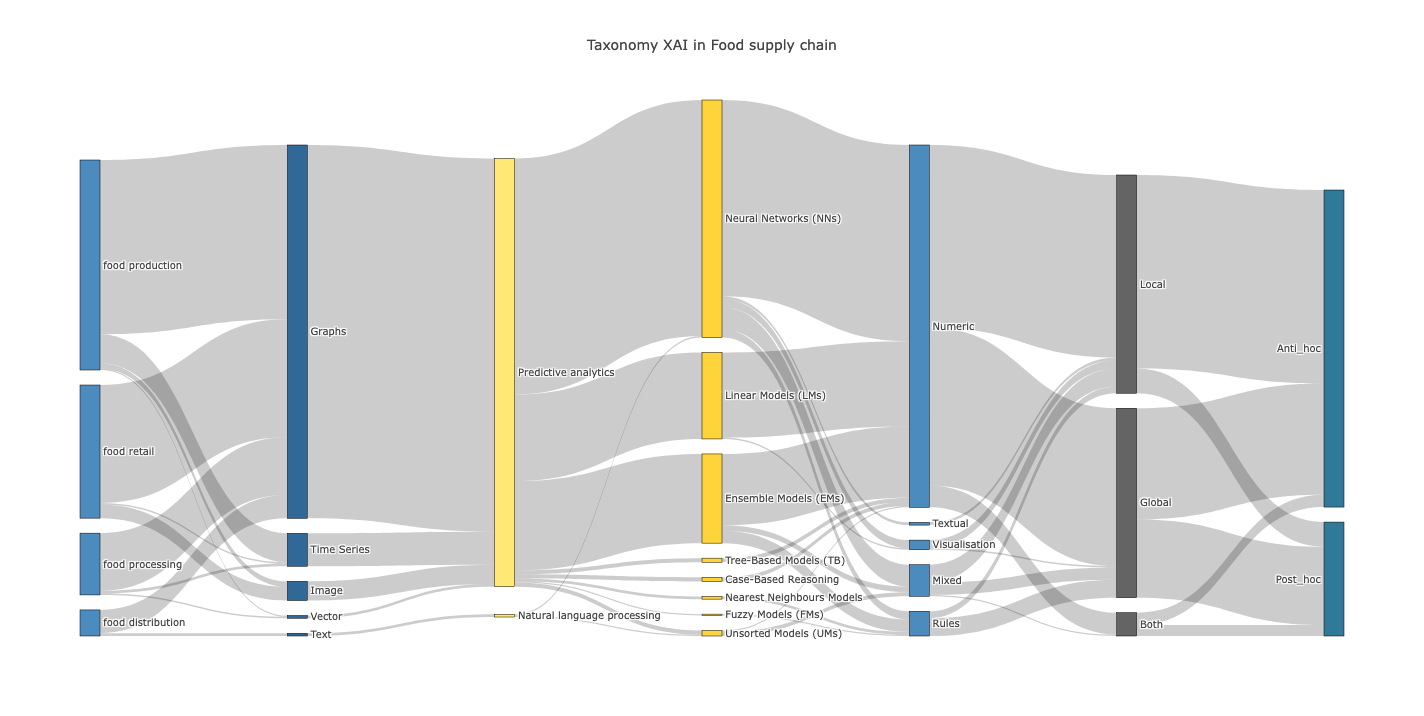 Taxonomy XAI in Food supply chain
food production
food retail
food processing
food distribution
Graphs
Time Series
Image
Vector
Text
Predictive analytics
Natural language processing
Neural Networks (NNs)
Linear Models (LMs)
Ensemble Models (EMs)
Tree-Based Models (TB)
Case-Based Reasoning
Nearest Neighbours Models
Fuzzy Models (FMs)
Unsorted Models (UMs)
Numeric
Textual
Visualisation
Mixed
Rules
Local
Global
Both
Anti_hoc
Post_hoc